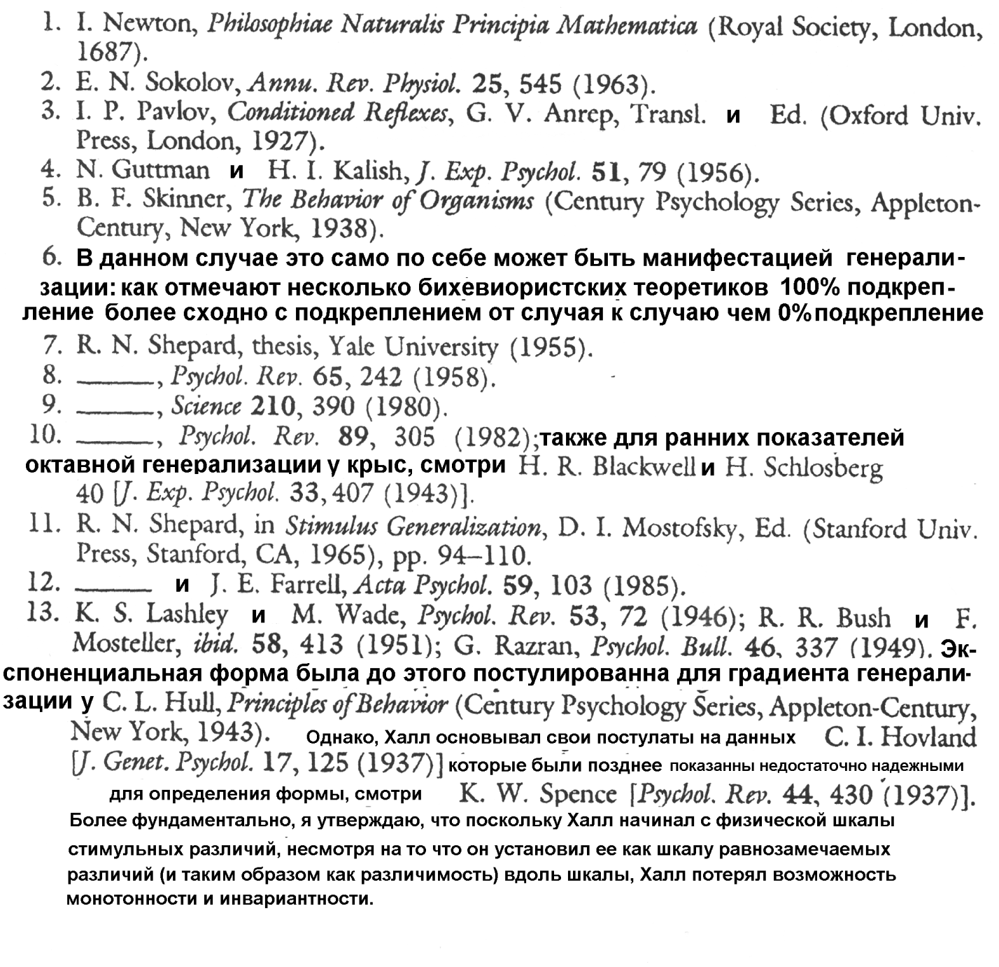 1. I. Newton, Philosophiae Naturalis Principia Mathematica (Royal Society, London,
1687).
2. E. N. Sokolov, Annu. Rev. Physiol. 25, 545 (1963).
3. I. P. Pavlov, Conditioned Reflexes, G. V. Anrep, Transl. и Ed. (Oxford Univ.
Press, London, 1927).
4. N. Guttman и H. I. Kalish, J. Exp. Psychol. 51, 79 (1956).
5. B. F. Skinner, The Behavior of Organisms (Century Psychology Series, Appleton-
Century, New York, 1938).
6. В данном случае это само по себе может быть манифестацией генерали-
зации: как отмечают несколько бихевиористских теоретиков 100% подкреп-
ление более сходно с подкреплением от случая к случаю чем 0% подкрепление
7. R. N. Shepard, thesis, Yale University (1955).
8. ______, Psychol. Rev. 65, 242 (1958).
9. ______, Science 210, 390 (1980).
10. ______, Psychol. Rev. 89, 305 (1982); также для ранних показателей
октавной генерализации у крыс, смотри H. R. Blackwell и H. Schlosberg
40 [J. Exp. Psychol. 33, 407 (1943)].
11. R. N. Shepard, in Stimulus Generalization, D. I. Mostofsky, Ed. (Stanford Univ.
Press, Stanford, CA, 1965), pp. 94–110.
12. ______ и J. E. Farrell, Acta Psychol. 59, 103 (1985).
13. K. S. Lashley и M. Wade, Psychol. Rev. 53, 72 (1946); R. R. Bush и F.
Mosteller, ibid. 58, 413 (1951); G. Razran, Psychol. Bull. 46, 337 (1949). Эк-
споненциальная форма была до этого постулированна для градиента генерали-
зации у C. L. Hull, Principles of Behavior (Century Psychology Series, Appleton-Century,
New York, 1943). Однако, Халл основывал свои постулаты на данных C. I. Hovland
[J. Genet. Psychol. 17, 125 (1937)] которые были позднее показанны недостаточно надежными
для определения формы, смотри K. W. Spence [Psychol. Rev. 44, 430 (1937)].
Более фундаментально, я утверждаю, что поскольку Халл начинал с физической шкалы
стимульных различий, несмотря на то что он установил ее как шкалу равнозамечаемых
различий (и таким образом как различимость) вдоль шкалы, Халл потерял возможность
монотонности и инвариантности.